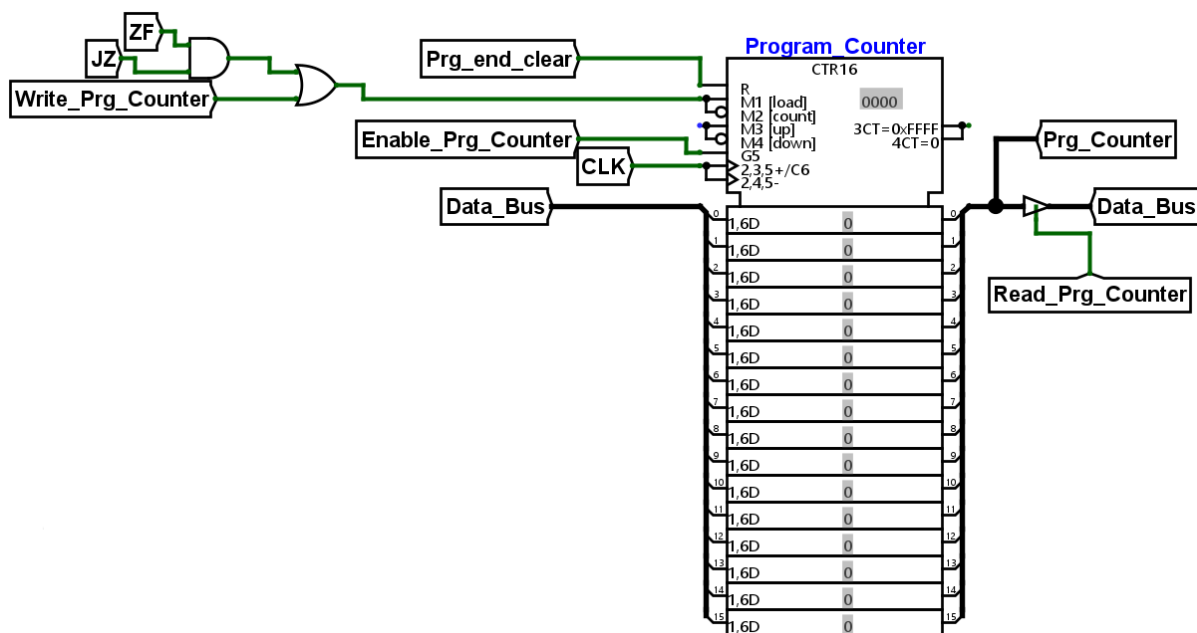 ZF
JZ
Write_Prg_Counter
Prg_end_clear
Enable_Prg_Counter
CLK
Data_Bus
Program_Counter
CTR16
R
M1 [load]
0000
M2 [count]
M3 [up]
3CT=0xFFFF
M4 [down]
4CT=0
G5
2,3,5+/C6
2,4,5-
Prg_Counter
Data_Bus
Read_Prg_Counter
0 1,6D 0 0
1 1,6D 0 1
2 1,6D 0 2
3 1,6D 0 3
4 1,6D 0 4
5 1,6D 0 5
6 1,6D 0 6
7 1,6D 0 7
8 1,6D 0 8
9 1,6D 0 9
10 1,6D 0 10
11 1,6D 0 11
12 1,6D 0 12
13 1,6D 0 13
14 1,6D 0 14
15 1,6D 0 15